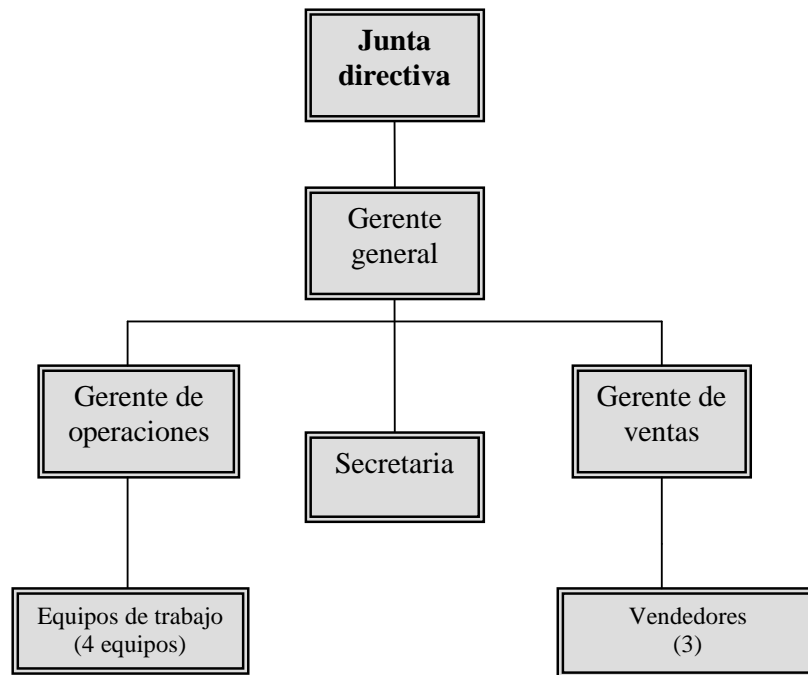 Junta
directiva
Gerente
general
Gerente de
operaciones
Secretaria
Gerente de
ventas
Equipos de trabajo
(4 equipos)
Vendedores
(3)